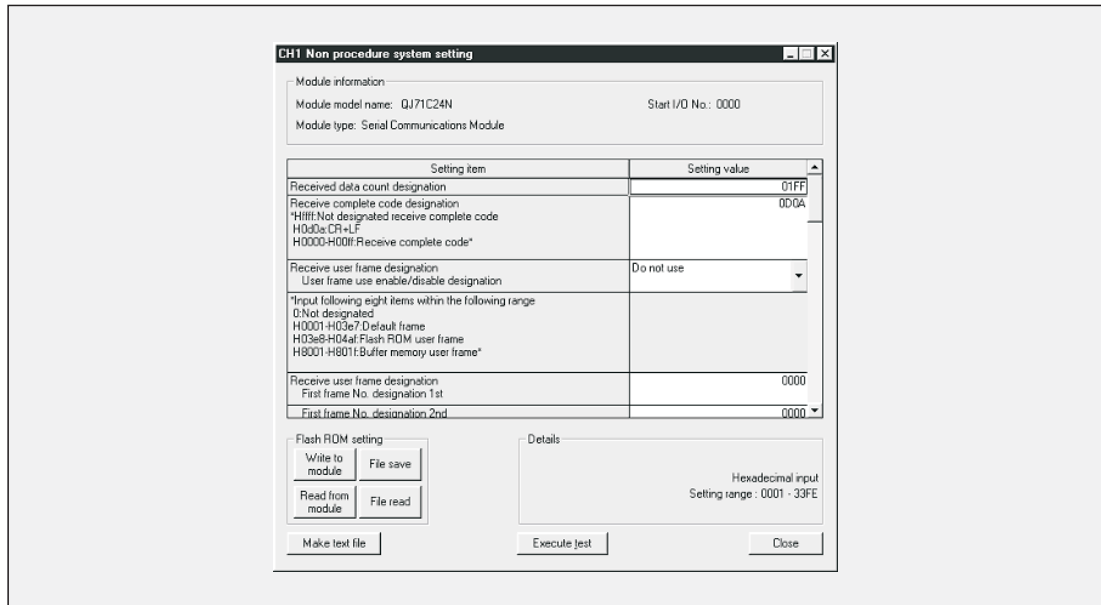 CH1 Non procedure system setting
Module information
Module model name: QJ71C24N
Start I/O No.: 0000
Module type: Serial Communications Module
Setting item
Setting value
Received data count designation
01FF
Receive complete code designation
0D0A
*Hffff:Not designated receive complete code
H0d0a:CR+LF
H0000-H00ff:Receive complete code*
Receive user frame designation
Do not use
User frame use enable/disable designation
*Input following eight items within the following range
0:Not designated
H0001-H03e7:Default frame
H03e8-H04af:Flash ROM user frame
H8001-H801f:Buffer memory user frame*
Receive user frame designation
0000
First frame No. designation 1st
First frame No. designation 2nd
0000
Flash ROM setting
Write to
module
File save
Read from
module
File read
Details
Hexadecimal input
Setting range : 0001 - 33FE
Make text file
Execute test
Close